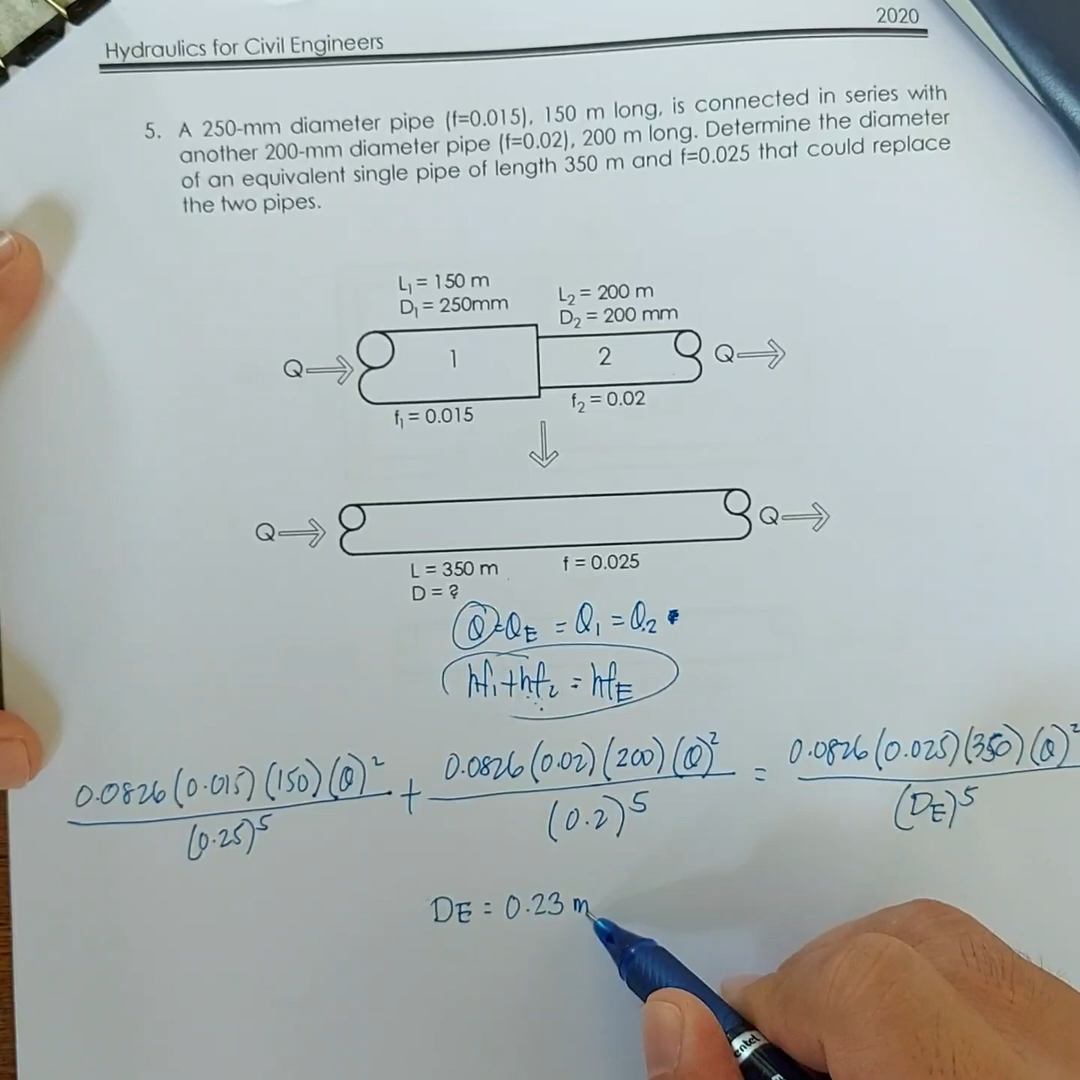 2020
Hydraulics for Civil Engineers
5. A 250-mm diameter pipe (f=0.015), 150 m long, is connected in series with
another 200-mm diameter pipe (f=0.02), 200 m long. Determine the diameter
of an equivalent single pipe of length 350 m and f=0.025 that could replace
the two pipes.
L₁ = 150 m
D₁ = 250mm
L₂ = 200 m
D₂ = 200 mm
Q
1
2
Q
f₁ = 0.015
f₂ = 0.02
Q
Q
L = 350 m
f = 0.025
D = ?
Q=QE = Q₁ = Q₂
hf₁+hf₂ = hfE
0.0826(0.015)(150)(Q)² / (0.25)⁵ + 0.0826(0.02)(200)(Q)² / (0.2)⁵ = 0.0826(0.025)(350)(Q)² / (DE)⁵
DE = 0.23 m
entel